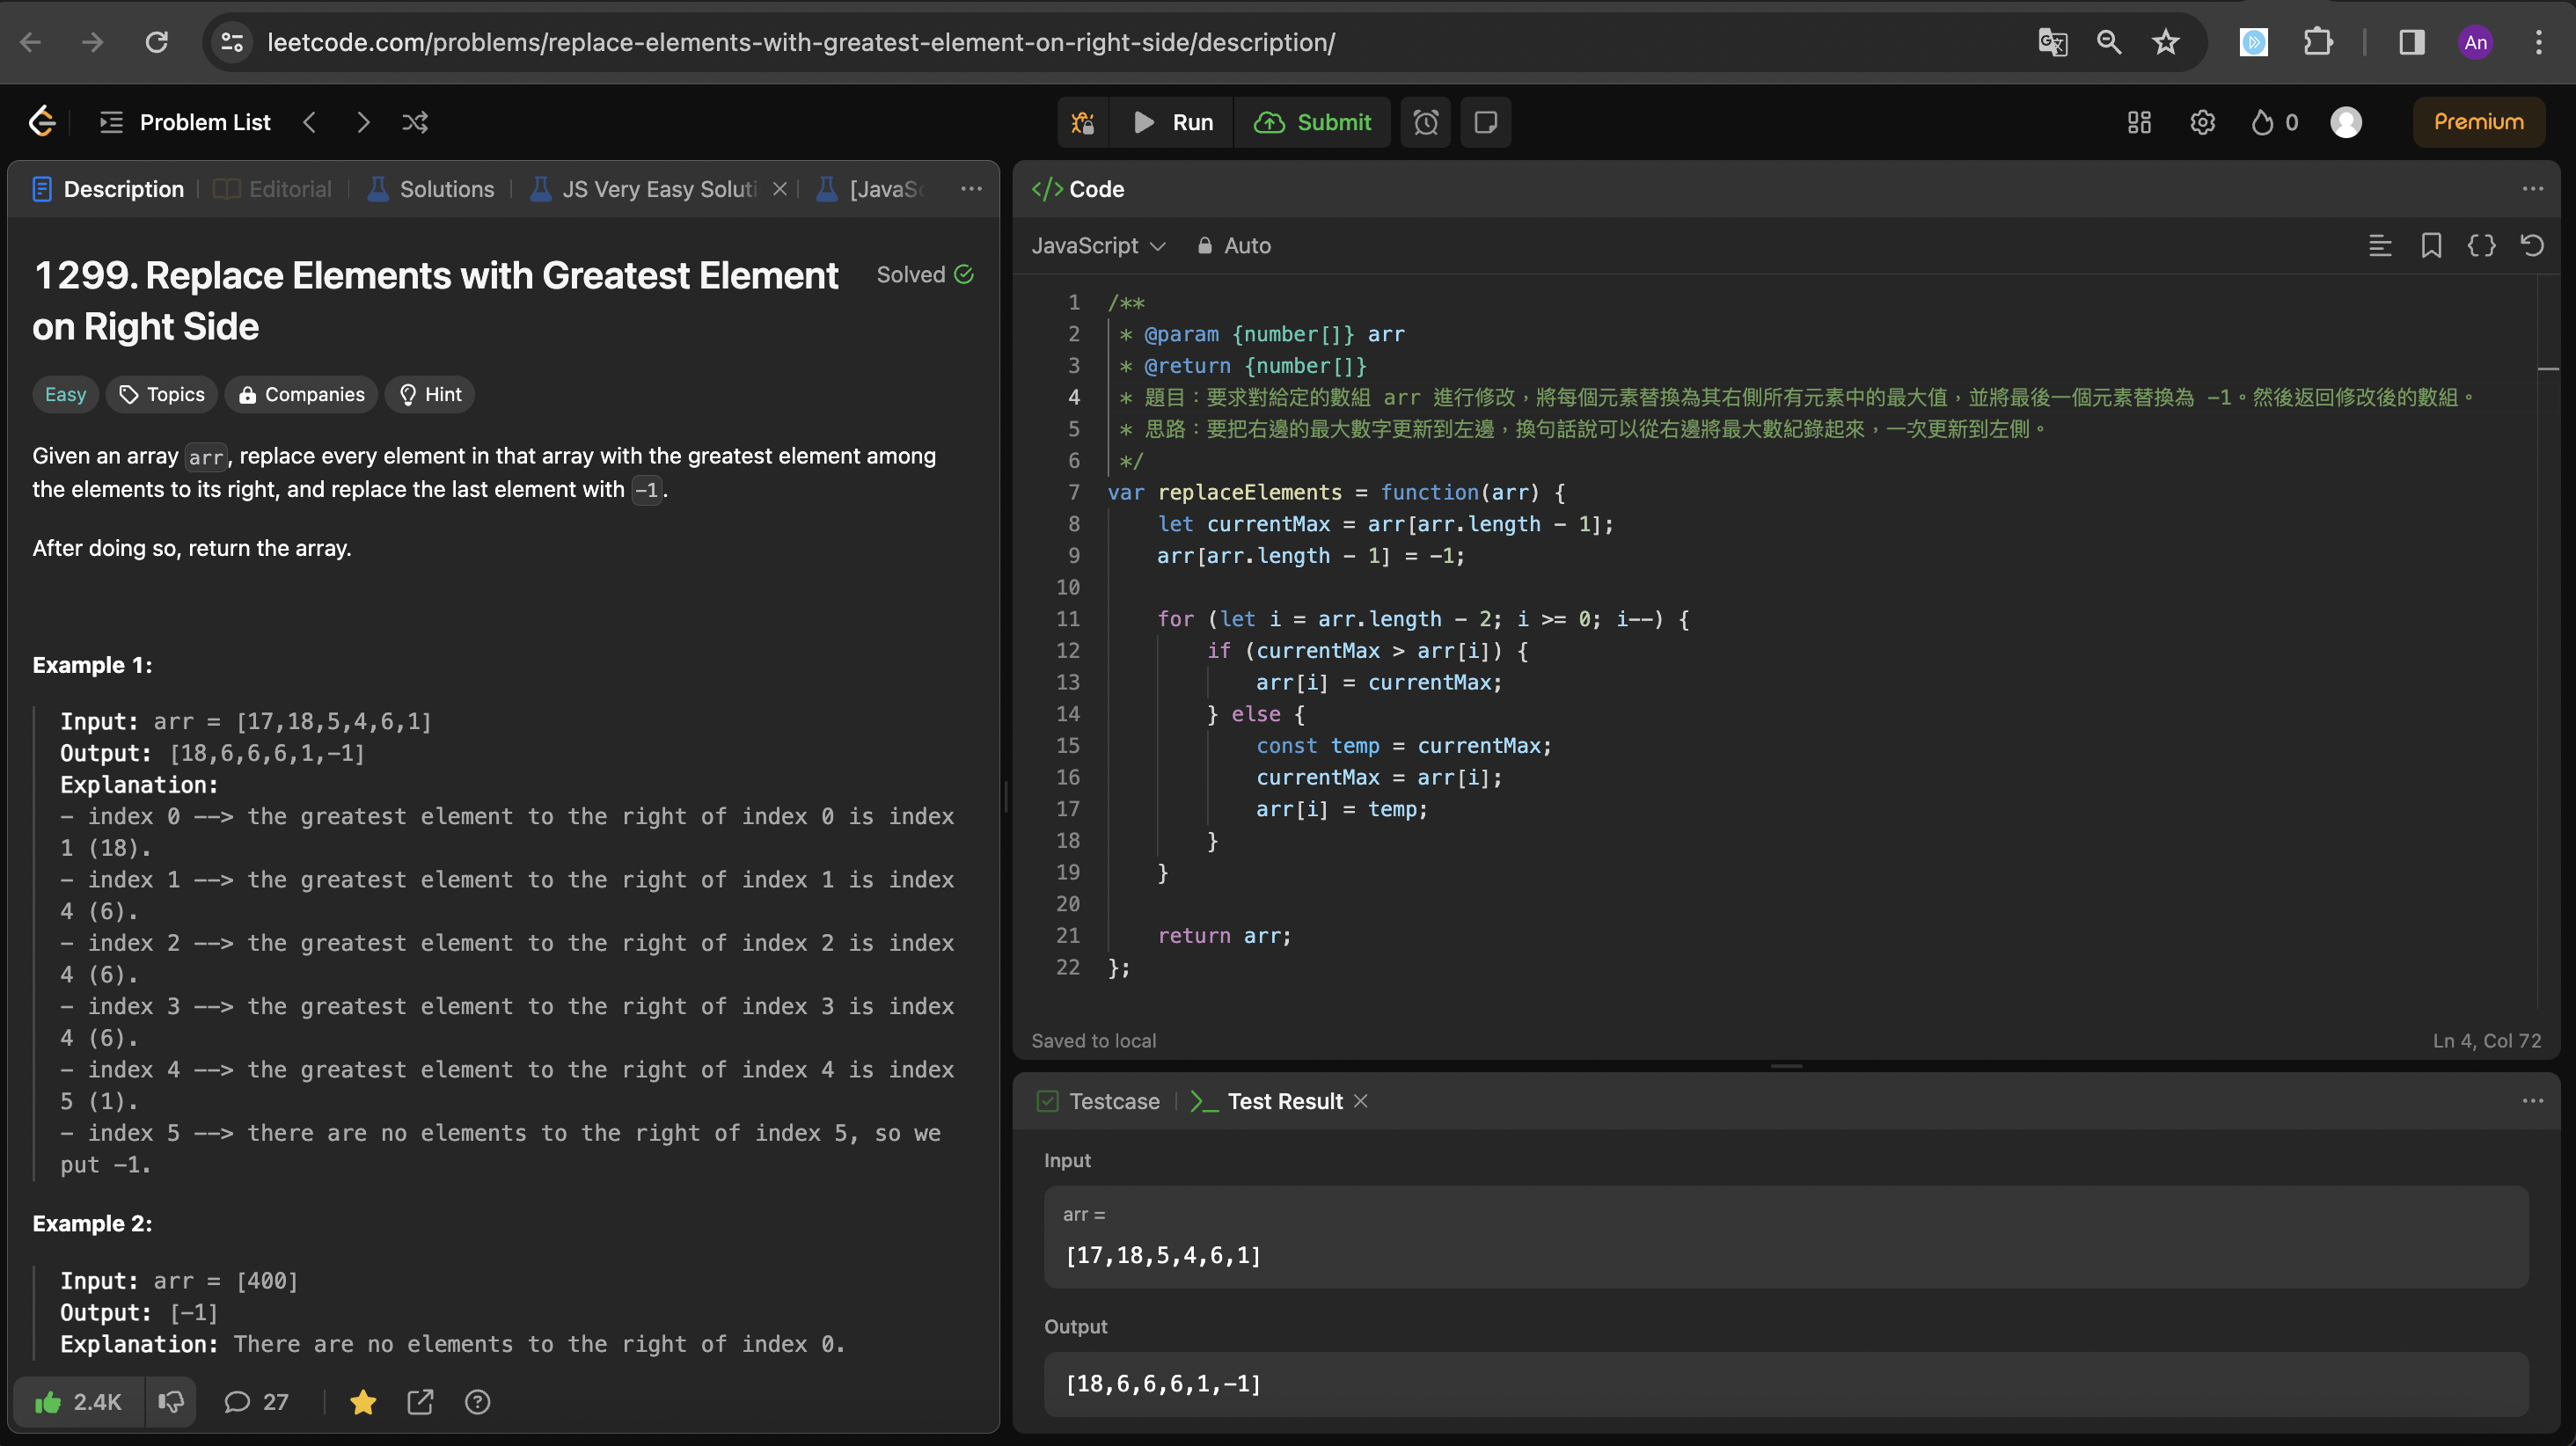 leetcode.com/problems/replace-elements-with-greatest-element-on-right-side/description/
An
Problem List
Run
Submit
0
Premium
Description
Editorial
Solutions
JS Very Easy Soluti
[JavaSc
1299. Replace Elements with Greatest Element
on Right Side
Solved
Easy
Topics
Companies
Hint
Given an array arr, replace every element in that array with the greatest element among
the elements to its right, and replace the last element with -1.
After doing so, return the array.
Example 1:
Input: arr = [17,18,5,4,6,1]
Output: [18,6,6,6,1,-1]
Explanation:
- index 0 --> the greatest element to the right of index 0 is index
1 (18).
- index 1 --> the greatest element to the right of index 1 is index
4 (6).
- index 2 --> the greatest element to the right of index 2 is index
4 (6).
- index 3 --> the greatest element to the right of index 3 is index
4 (6).
- index 4 --> the greatest element to the right of index 4 is index
5 (1).
- index 5 --> there are no elements to the right of index 5, so we
put -1.
Example 2:
Input: arr = [400]
Output: [-1]
Explanation: There are no elements to the right of index 0.
2.4K
27
</> Code
JavaScript
Auto
1 /**
2 * @param {number[]} arr
3 * @return {number[]}
4 * 題目：要求對給定的數組 arr 進行修改，將每個元素替換為其右側所有元素中的最大值，並將最後一個元素替換為 -1。然後返回修改後的數組。
5 * 思路：要把右邊的最大數字更新到左邊，換句話說可以從右邊將最大數紀錄起來，一次更新到左側。
6 */
7 var replaceElements = function(arr) {
8 let currentMax = arr[arr.length - 1];
9 arr[arr.length - 1] = -1;
10
11 for (let i = arr.length - 2; i >= 0; i--) {
12 if (currentMax > arr[i]) {
13 arr[i] = currentMax;
14 } else {
15 const temp = currentMax;
16 currentMax = arr[i];
17 arr[i] = temp;
18 }
19 }
20
21 return arr;
22 };
Saved to local
Ln 4, Col 72
Testcase
Test Result
Input
arr =
[17,18,5,4,6,1]
Output
[18,6,6,6,1,-1]